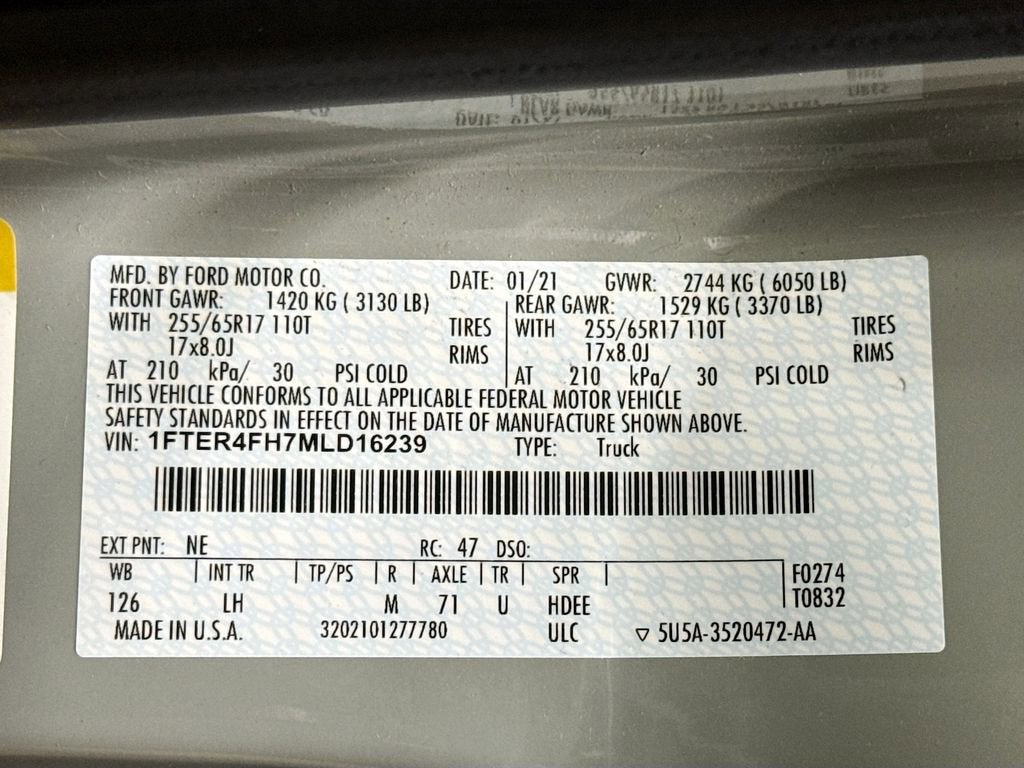 MFD. BY FORD MOTOR CO. DATE: 01/21 GVWR: 2744 KG ( 6050 LB)
FRONT GAWR: 1420 KG ( 3130 LB) REAR GAWR: 1529 KG ( 3370 LB)
WITH 255/65R17 110T TIRES WITH 255/65R17 110T TIRES
17x8.0J RIMS 17x8.0J RIMS
AT 210 kPa/ 30 PSI COLD AT 210 kPa/ 30 PSI COLD
THIS VEHICLE CONFORMS TO ALL APPLICABLE FEDERAL MOTOR VEHICLE
SAFETY STANDARDS IN EFFECT ON THE DATE OF MANUFACTURE SHOWN ABOVE.
VIN: 1FTER4FH7MLD16239 TYPE: Truck
EXT PNT: NE RC: 47 DSO:
WB INT TR TP/PS R AXLE TR SPR F0274
126 LH M 71 U HDEE T0832
MADE IN U.S.A. 3202101277780 ULC ▽ 5U5A-3520472-AA